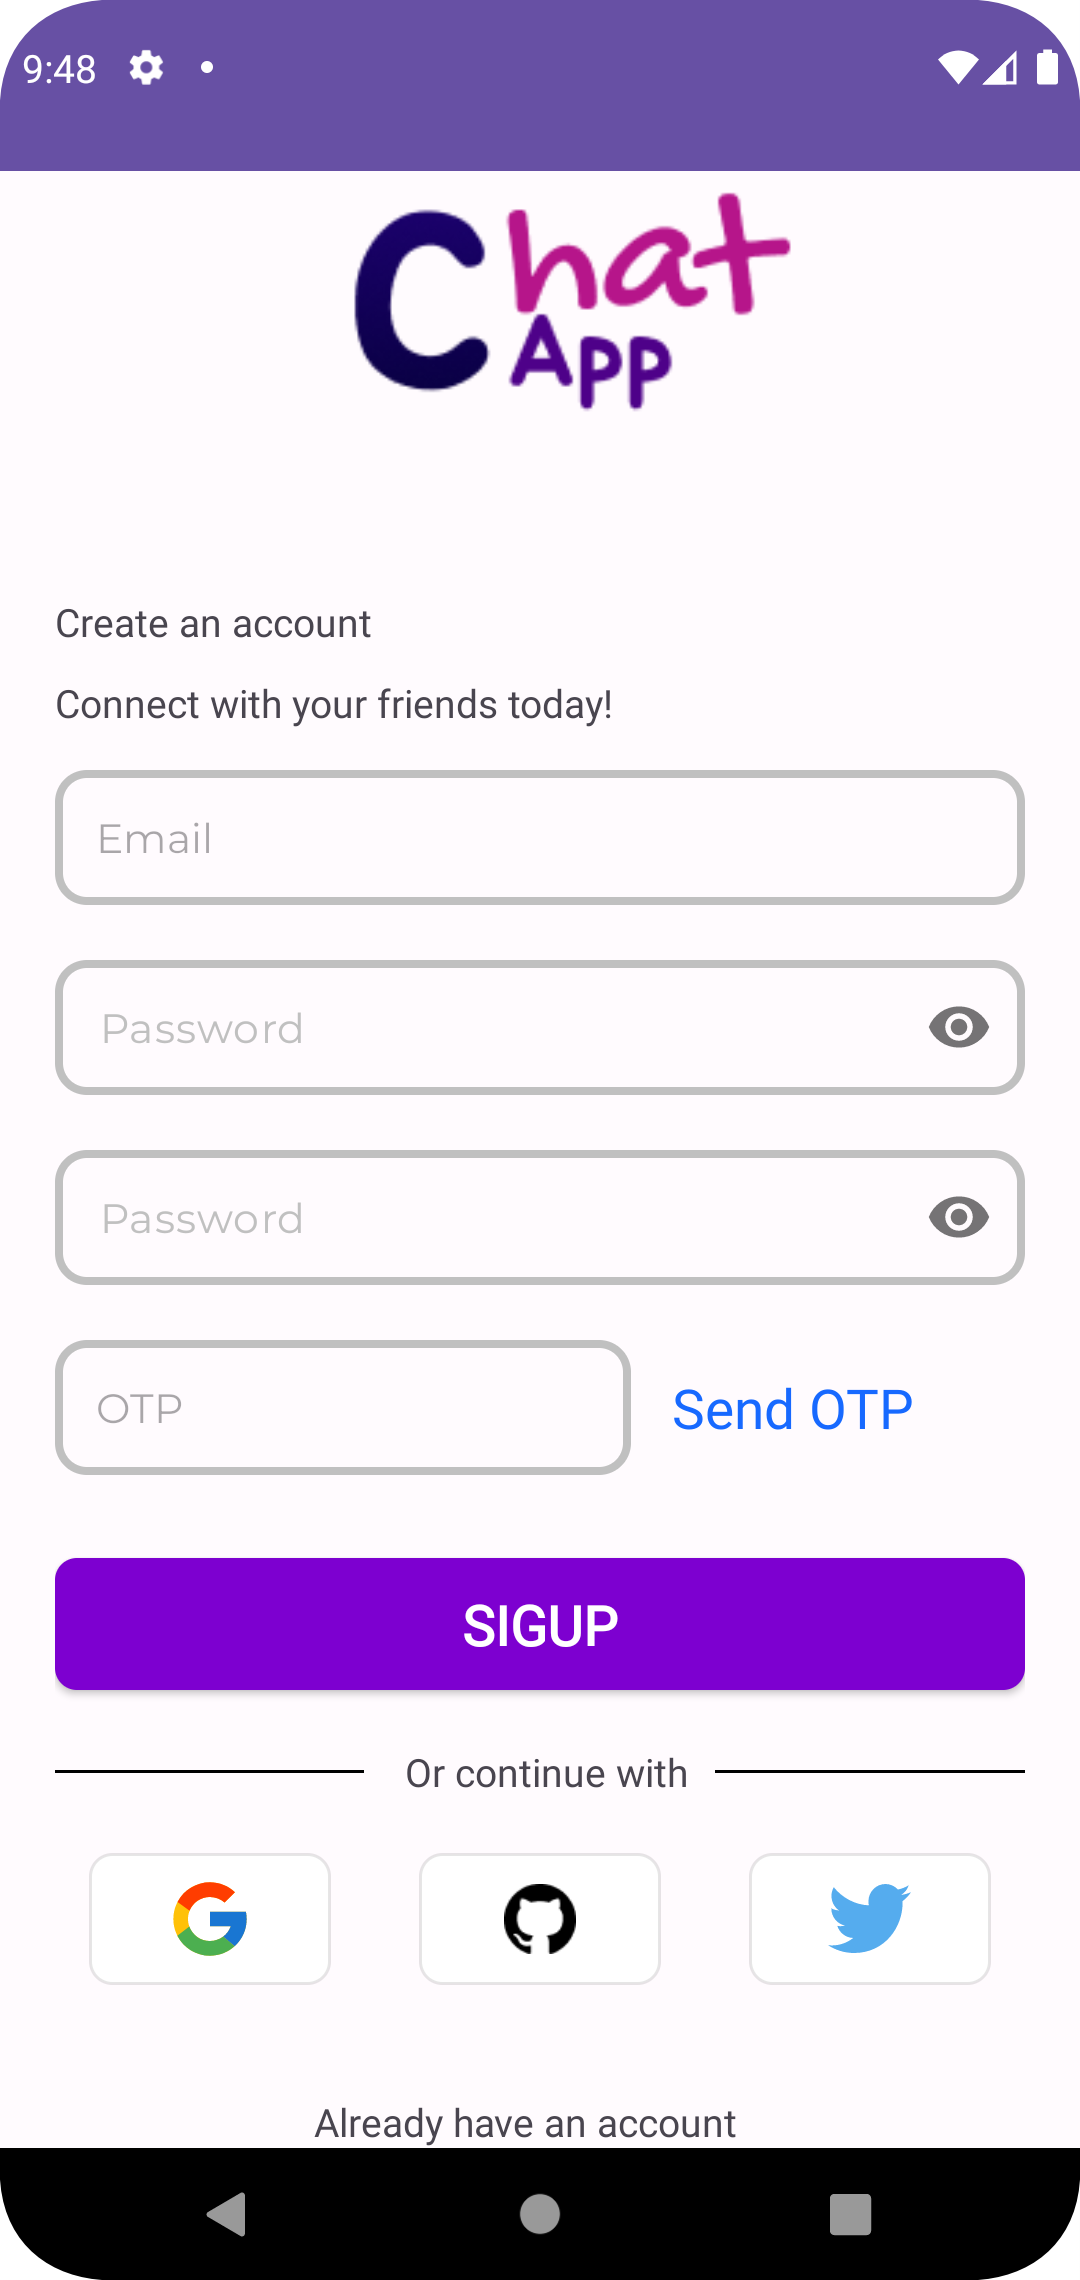 9:48
Chat
App
Create an account
Connect with your friends today!
Email
Password
Password
OTP Send OTP
SIGUP
Or continue with
Already have an account